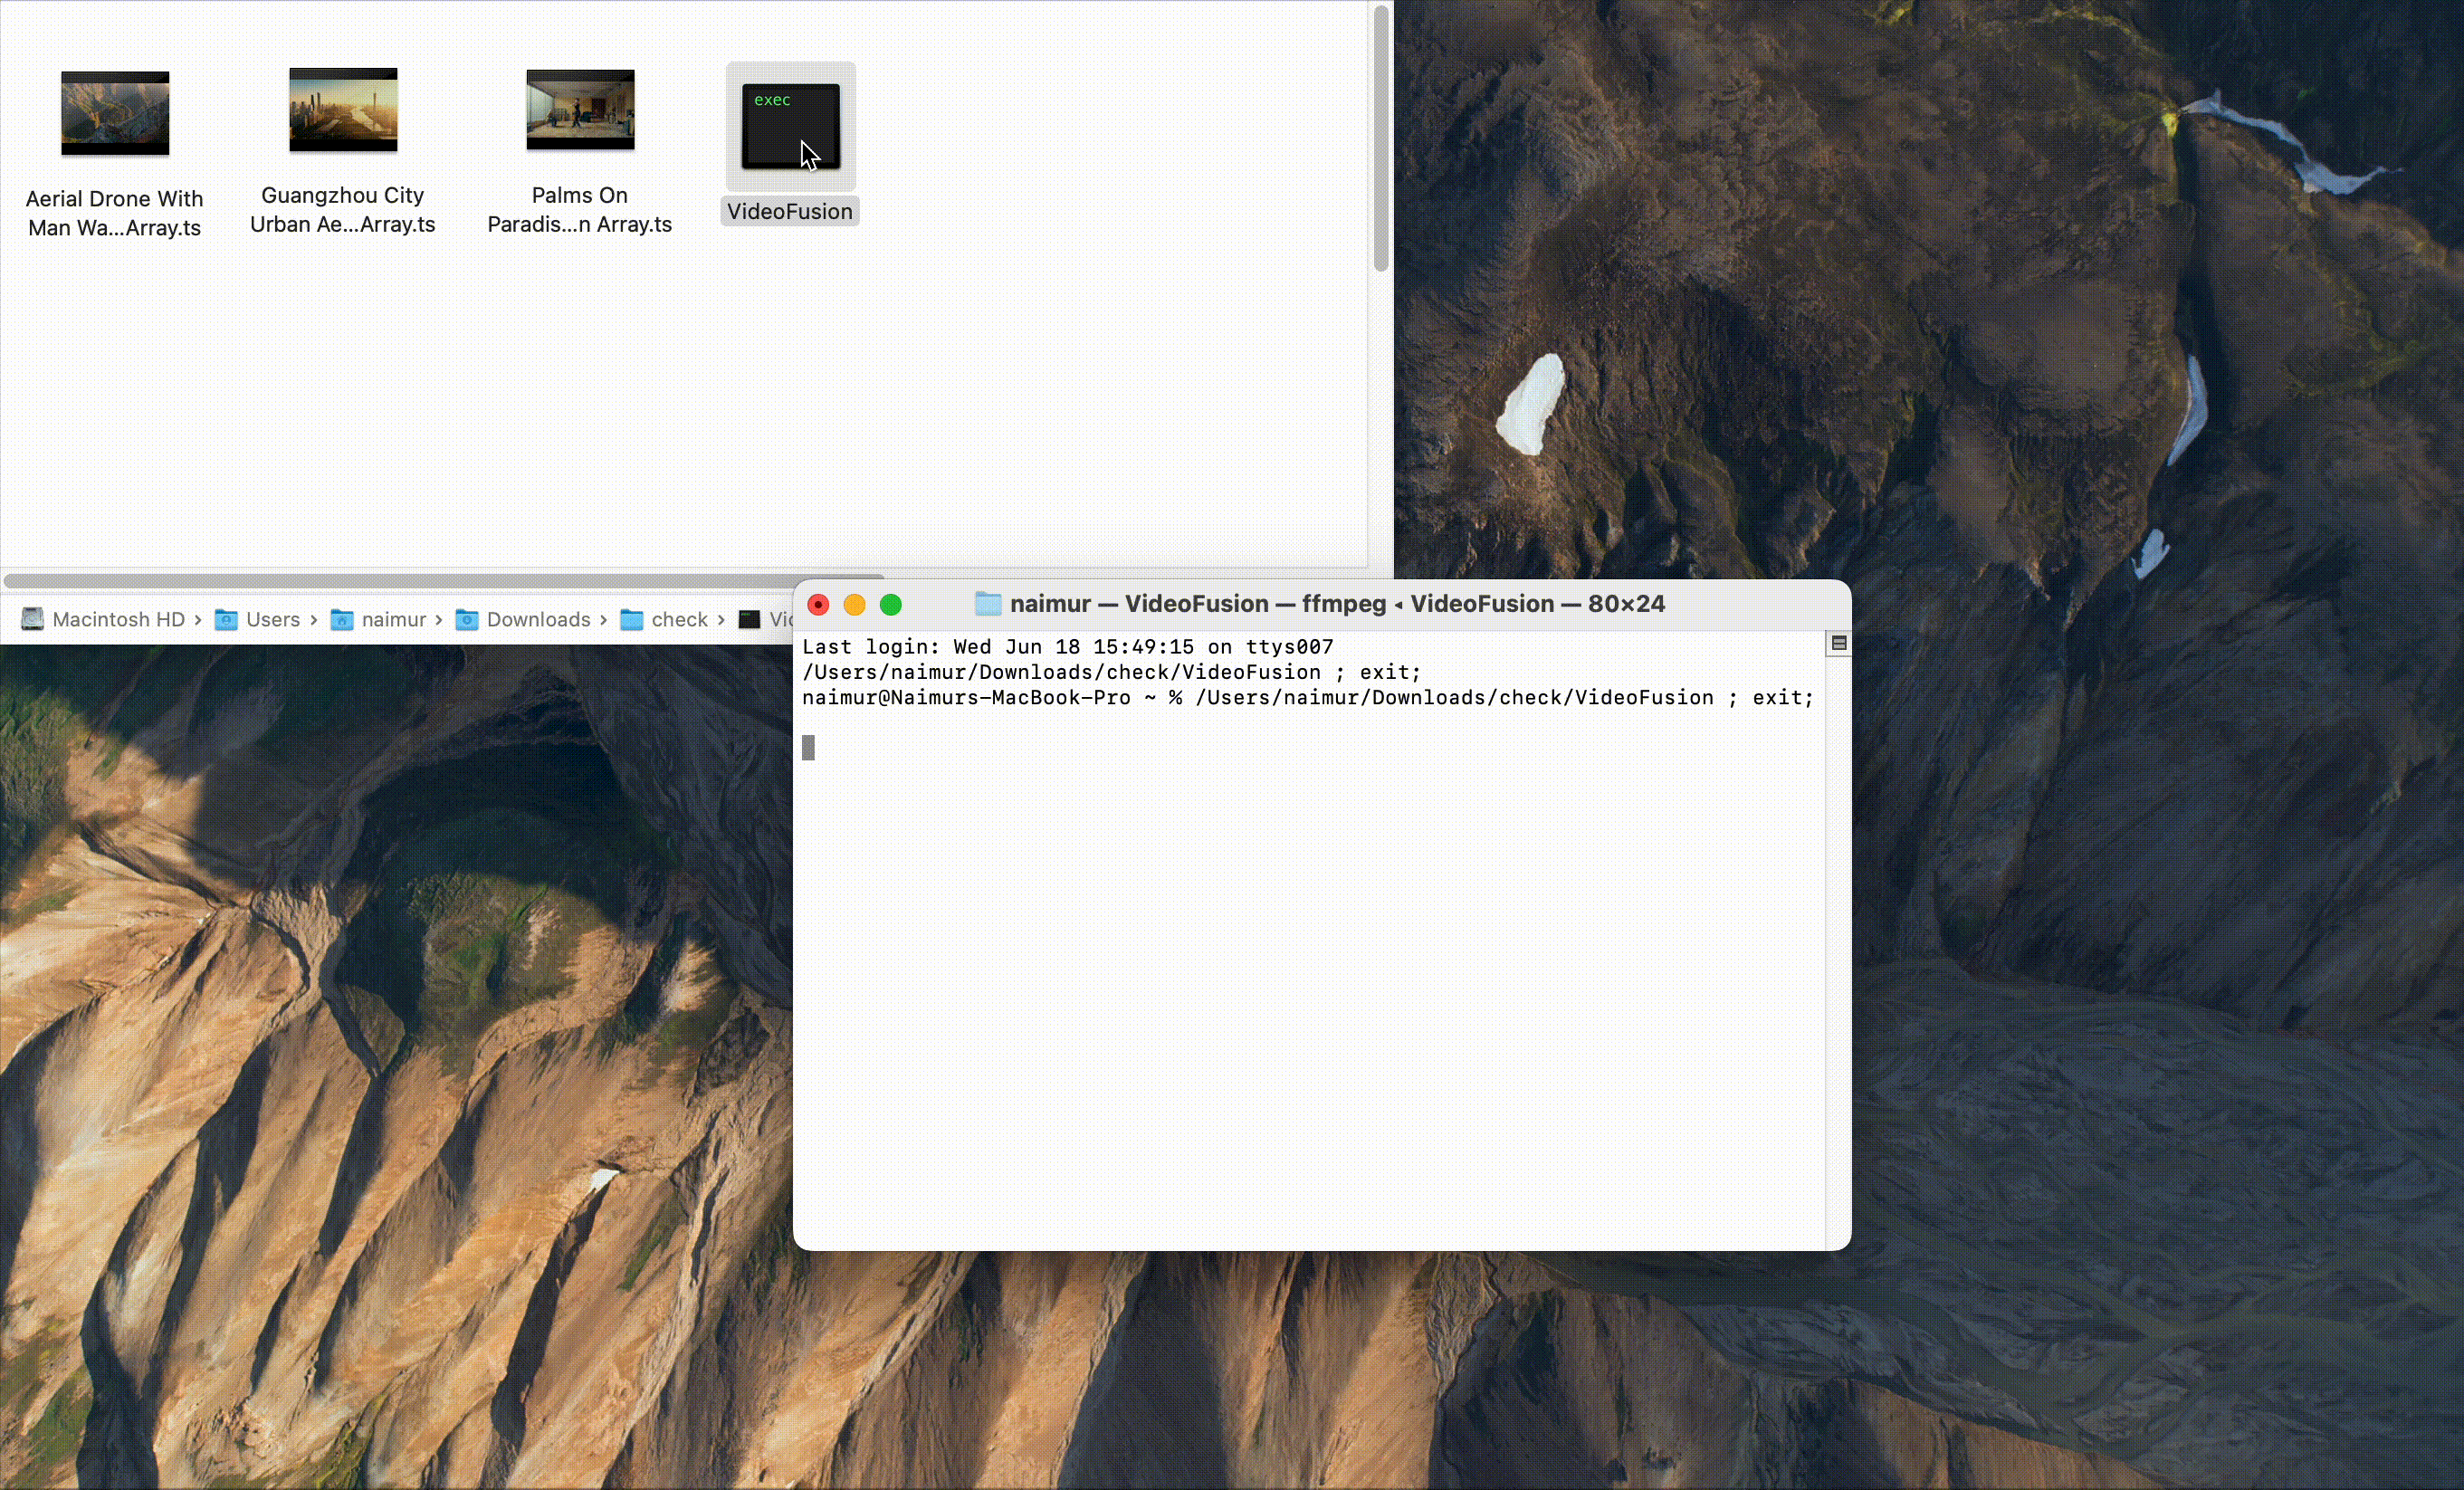 exec
Aerial Drone With
Man Wa...Array.ts
Guangzhou City
Urban Ae...Array.ts
Palms On
Paradis...n Array.ts
VideoFusion
Macintosh HD › Users › naimur › Downloads › check ›
naimur — VideoFusion — ffmpeg ◂ VideoFusion — 80×24
Last login: Wed Jun 18 15:49:15 on ttys007
/Users/naimur/Downloads/check/VideoFusion ; exit;
naimur@Naimurs-MacBook-Pro ~ % /Users/naimur/Downloads/check/VideoFusion ; exit;